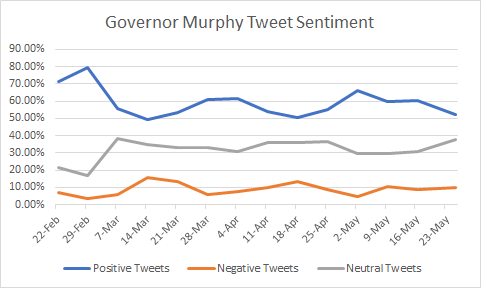 Governor Murphy Tweet Sentiment
90.00%
80.00%
70.00%
60.00%
50.00%
40.00%
30.00%
20.00%
10.00%
0.00%
22-Feb
29-Feb
7-Mar
14-Mar
21-Mar
28-Mar
4-Apr
11-Apr
18-Apr
25-Apr
2-May
9-May
16-May
23-May
Positive Tweets Negative Tweets Neutral Tweets